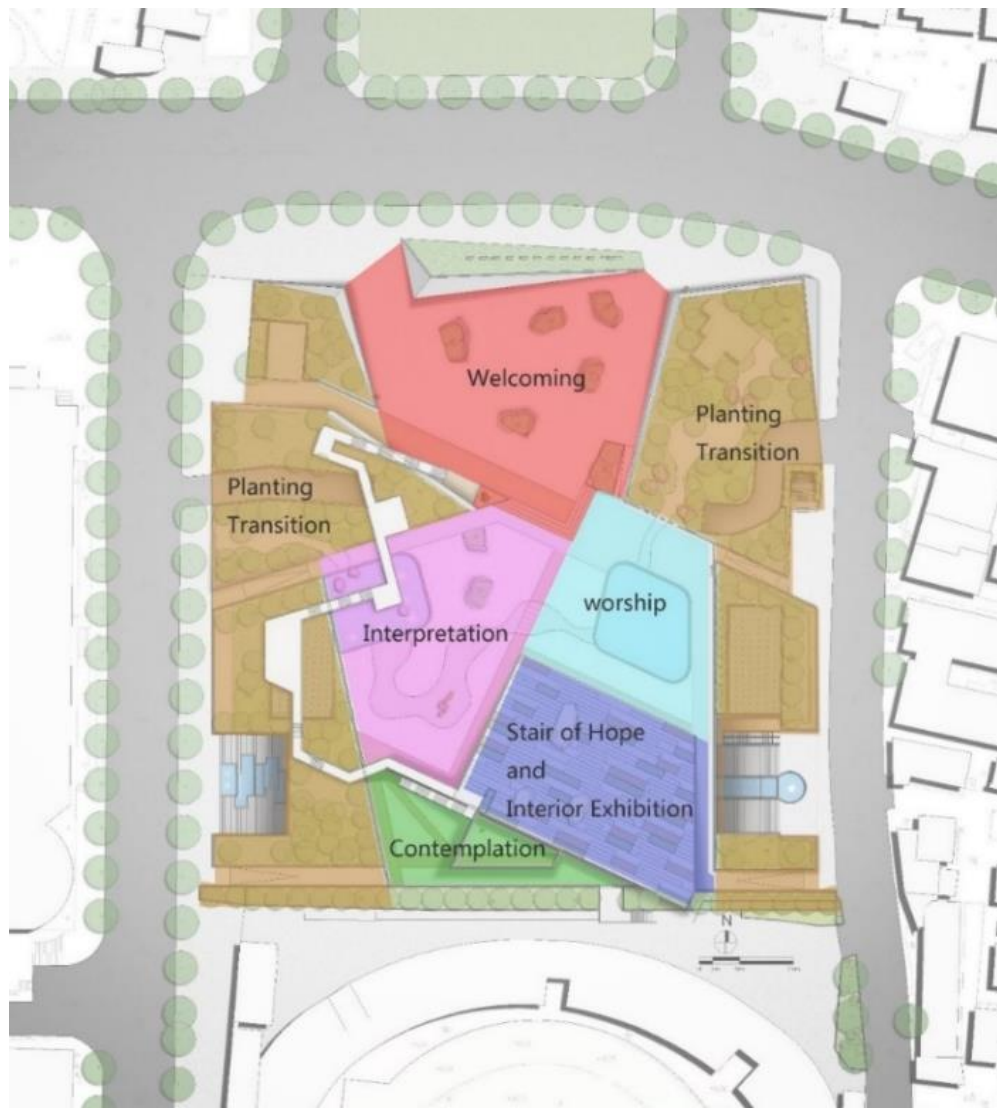 Welcoming
Planting
Transition
Planting
Transition
worship
Interpretation
Stair of Hope
and
Interior Exhibition
Contemplation
N